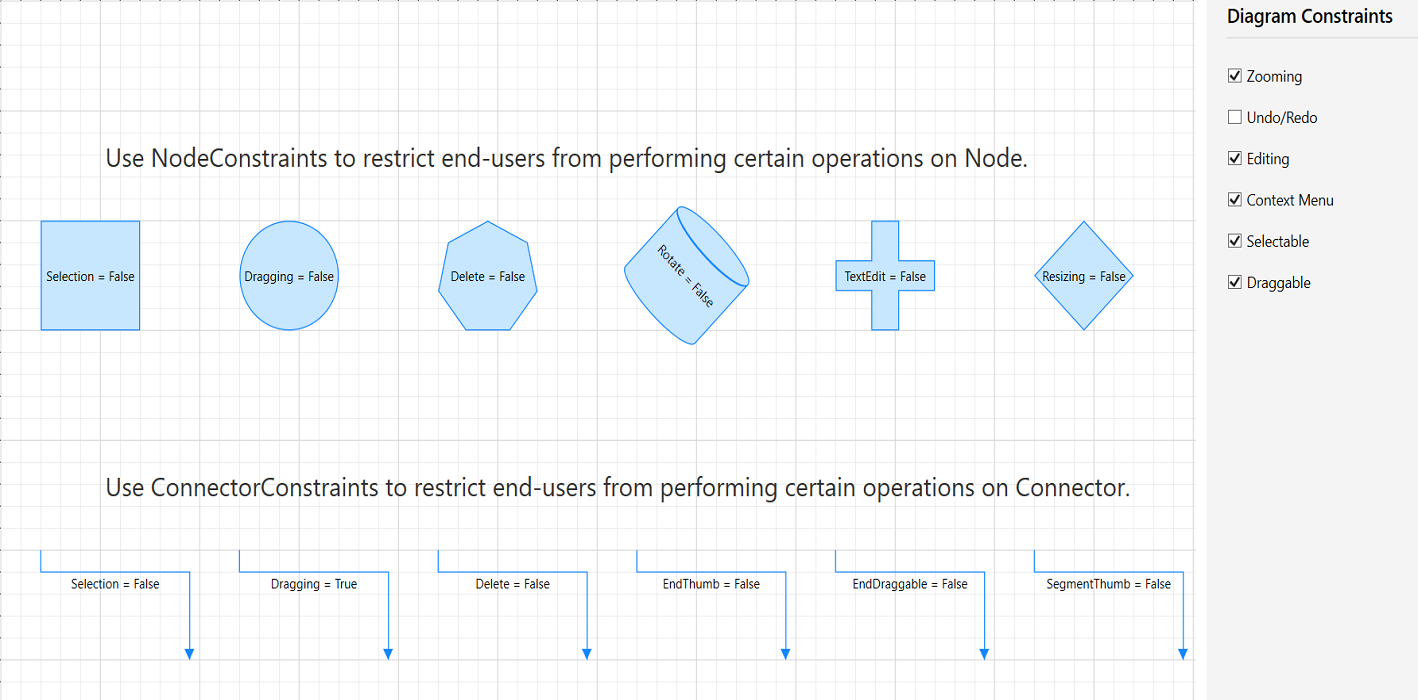 Diagram Constraints
Zooming
Undo/Redo
Editing
Context Menu
Selectable
Draggable
Use NodeConstraints to restrict end-users from performing certain operations on Node.
Selection = False
Dragging = False
Delete = False
Rotate = False
TextEdit = False
Resizing = False
Use ConnectorConstraints to restrict end-users from performing certain operations on Connector.
Selection = False
Dragging = True
Delete = False
EndThumb = False
EndDraggable = False
SegmentThumb = False